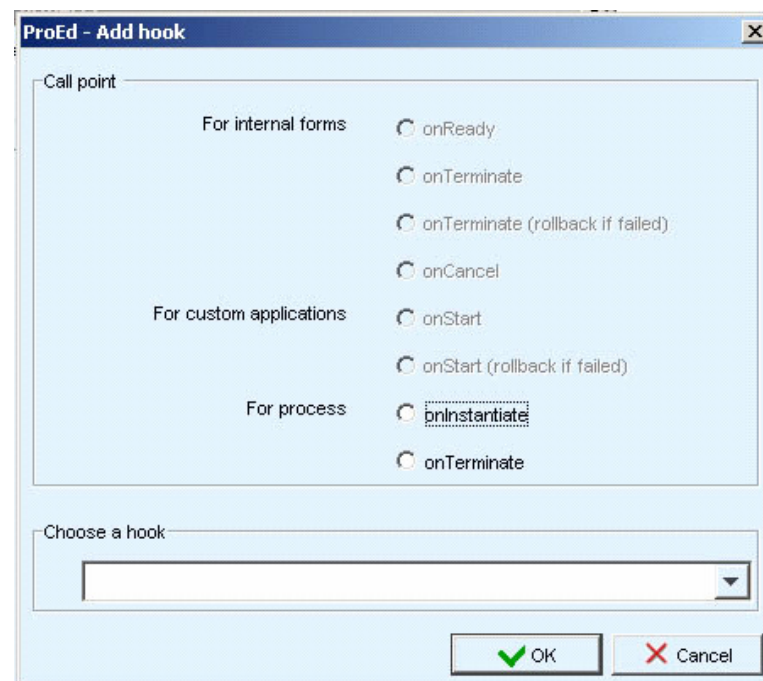 ProEd - Add hook
Call point
For internal forms
onReady
onTerminate
onTerminate (rollback if failed)
onCancel
For custom applications
onStart
onStart (rollback if failed)
For process
onInstantiate
onTerminate
Choose a hook
OK
Cancel